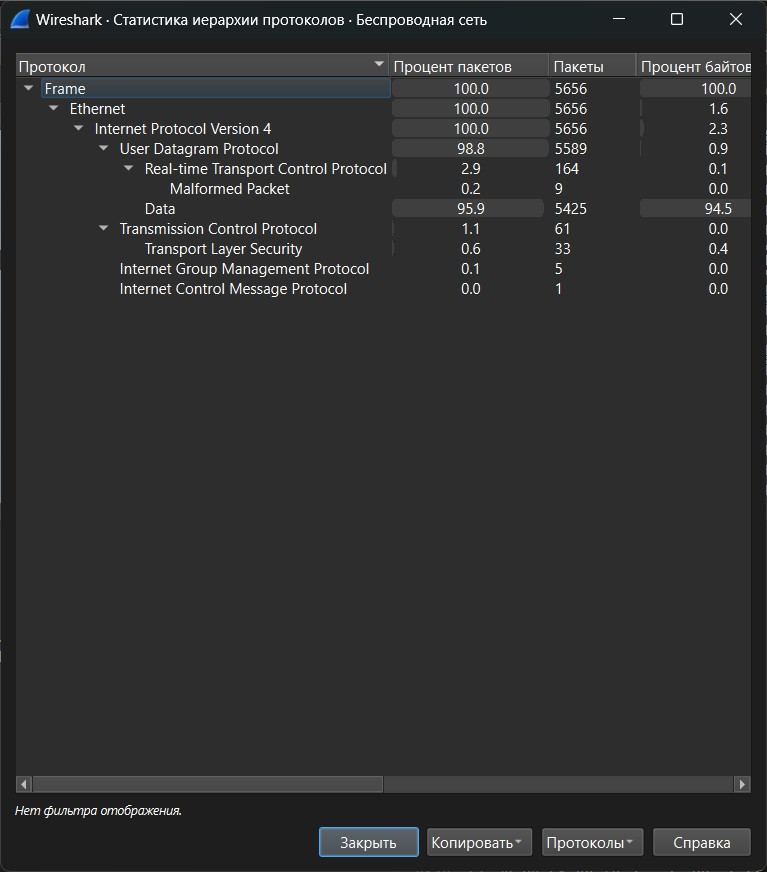 Wireshark · Статистика иерархии протоколов · Беспроводная сеть
Протокол Процент пакетов Пакеты Процент байтов
Frame 100.0 5656 100.0
Ethernet 100.0 5656 1.6
Internet Protocol Version 4 100.0 5656 2.3
User Datagram Protocol 98.8 5589 0.9
Real-time Transport Control Protocol 2.9 164 0.1
Malformed Packet 0.2 9 0.0
Data 95.9 5425 94.5
Transmission Control Protocol 1.1 61 0.0
Transport Layer Security 0.6 33 0.4
Internet Group Management Protocol 0.1 5 0.0
Internet Control Message Protocol 0.0 1 0.0
Нет фильтра отображения.
Закрыть Копировать Протоколы Справка